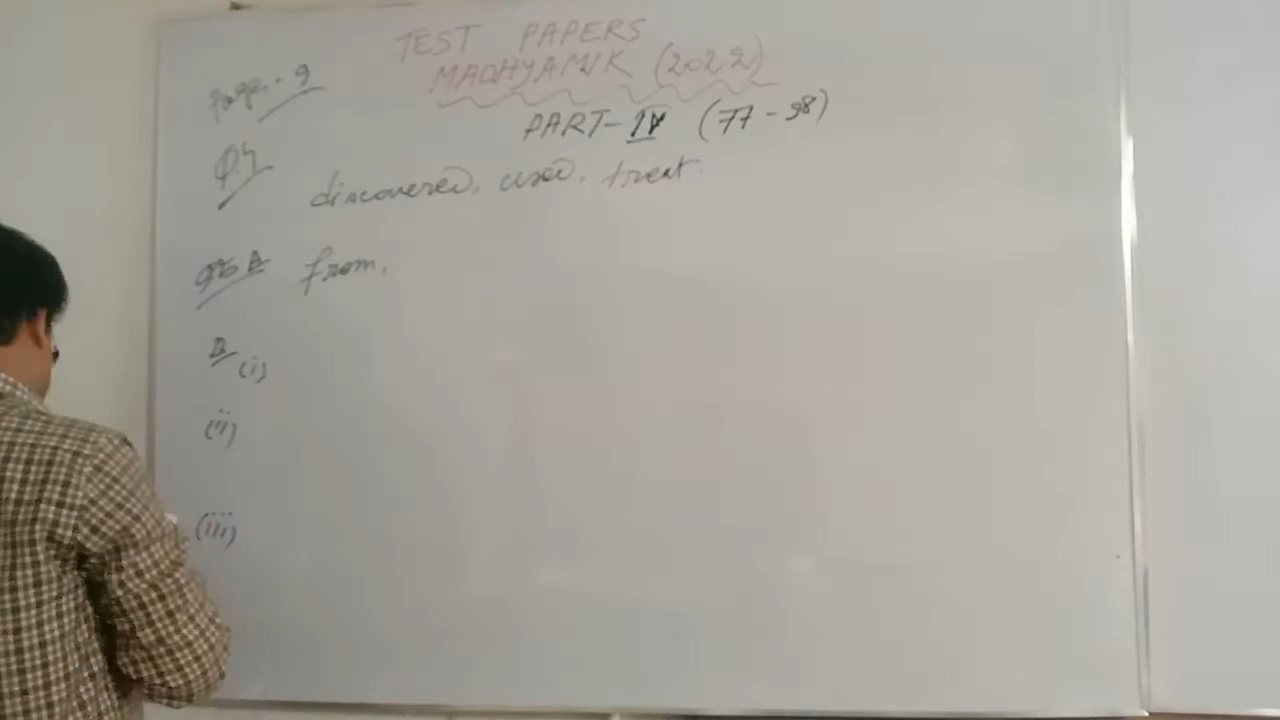 TEST PAPERS
MADHYAMIK (2022)
Page - 9
PART-IV (77-98)
discovered, used, treat.
from.
B (i)
(ii)
(iii)